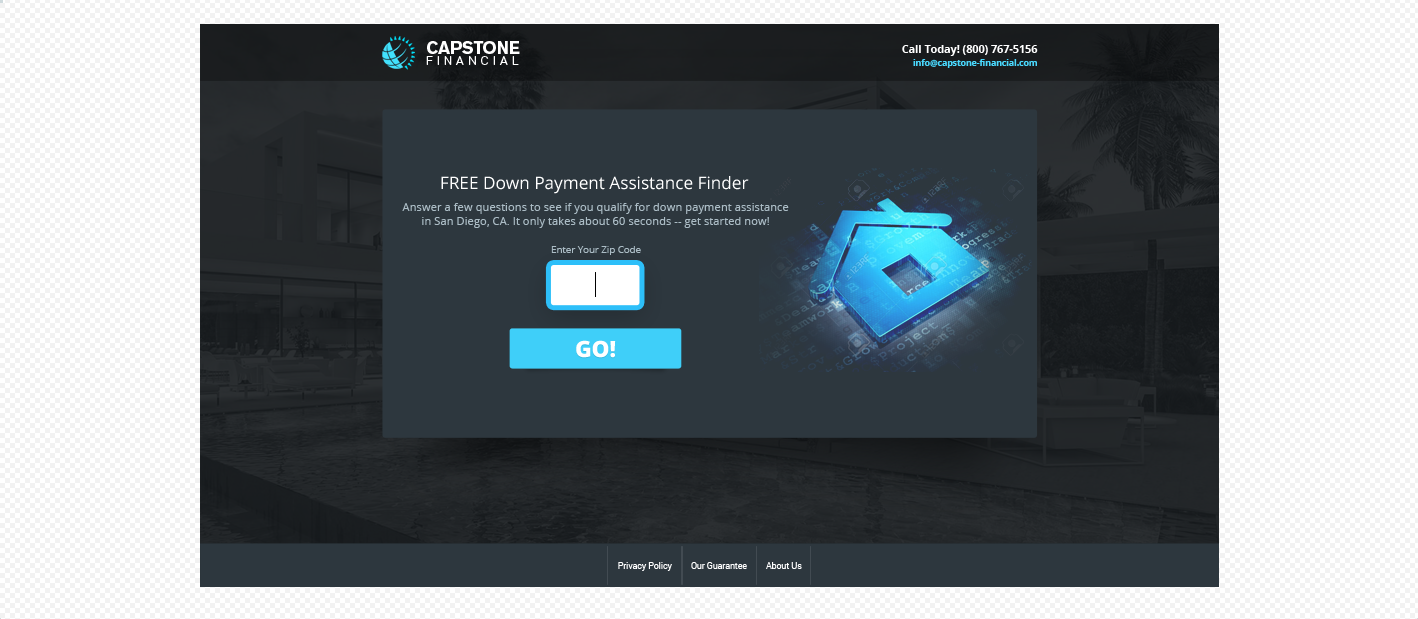 CAPSTONE
FINANCIAL
Call Today! (800) 767-5156
info@capstone-financial.com
FREE Down Payment Assistance Finder
Answer a few questions to see if you qualify for down payment assistance
in San Diego, CA. It only takes about 60 seconds -- get started now!
Enter Your Zip Code
GO!
Privacy Policy
Our Guarantee
About Us